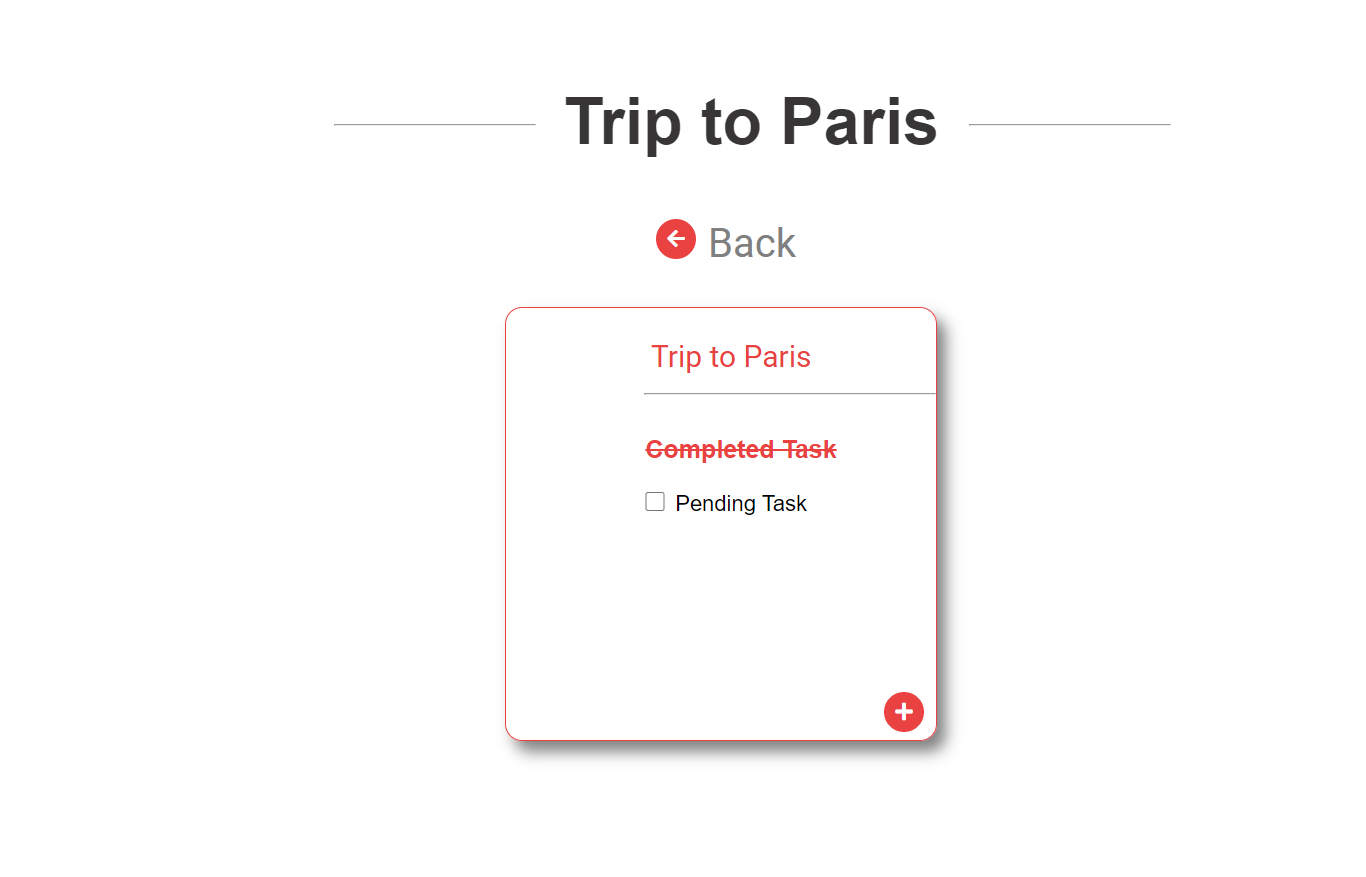 Trip to Paris
Back
Trip to Paris
Completed Task
Pending Task